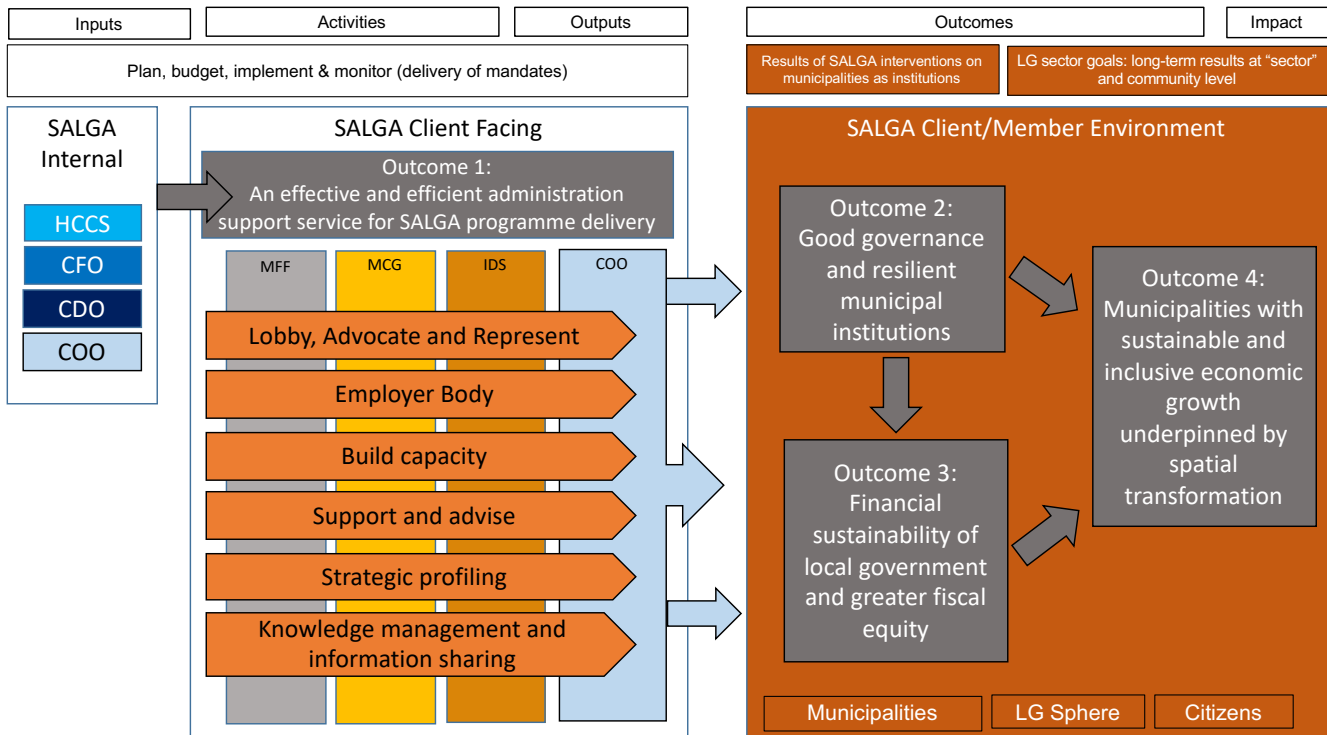 Inputs
Activities
Outputs
Outcomes
Impact
Plan, budget, implement & monitor (delivery of mandates)
Results of SALGA interventions on
municipalities as institutions
LG sector goals: long-term results at “sector”
and community level
SALGA
Internal
HCCS
CFO
CDO
COO
SALGA Client Facing
Outcome 1:
An effective and efficient administration
support service for SALGA programme delivery
MFF
MCG
IDS
COO
Lobby, Advocate and Represent
Employer Body
Build capacity
Support and advise
Strategic profiling
Knowledge management and
information sharing
SALGA Client/Member Environment
Outcome 2:
Good governance
and resilient
municipal
institutions
Outcome 3:
Financial
sustainability of
local government
and greater fiscal
equity
Outcome 4:
Municipalities with
sustainable and
inclusive economic
growth
underpinned by
spatial
transformation
Municipalities
LG Sphere
Citizens